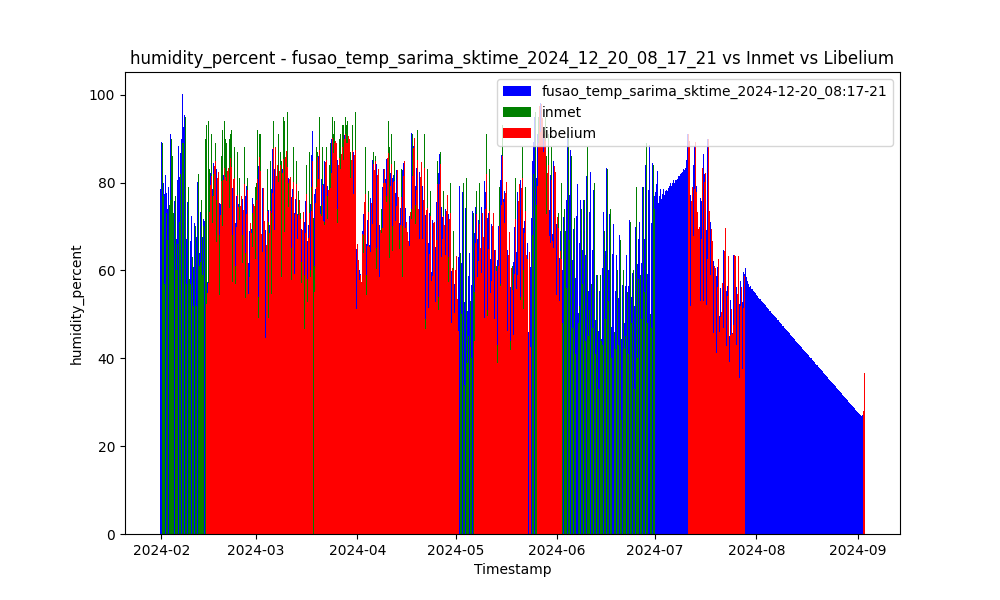 humidity_percent - fusao_temp_sarima_sktime_2024_12_20_08_17_21 vs Inmet vs Libelium
fusao_temp_sarima_sktime_2024-12-20_08:17-21
inmet
libelium
100
80
60
40
20
0
humidity_percent
2024-02 2024-03 2024-04 2024-05 2024-06 2024-07 2024-08 2024-09
Timestamp